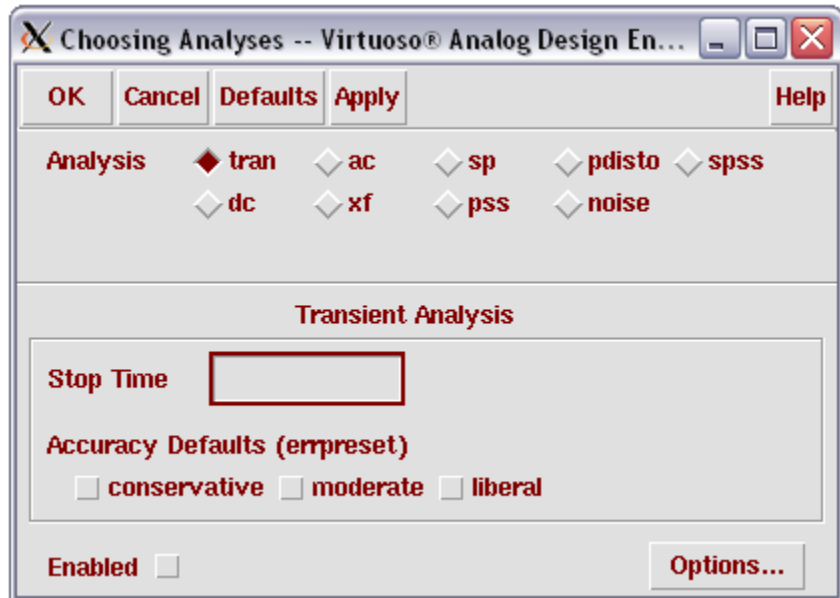 Choosing Analyses -- Virtuoso® Analog Design En...
OK Cancel Defaults Apply Help
Analysis tran ac sp pdisto spss
dc xf pss noise
Transient Analysis
Stop Time
Accuracy Defaults (errpreset)
conservative moderate liberal
Enabled Options...